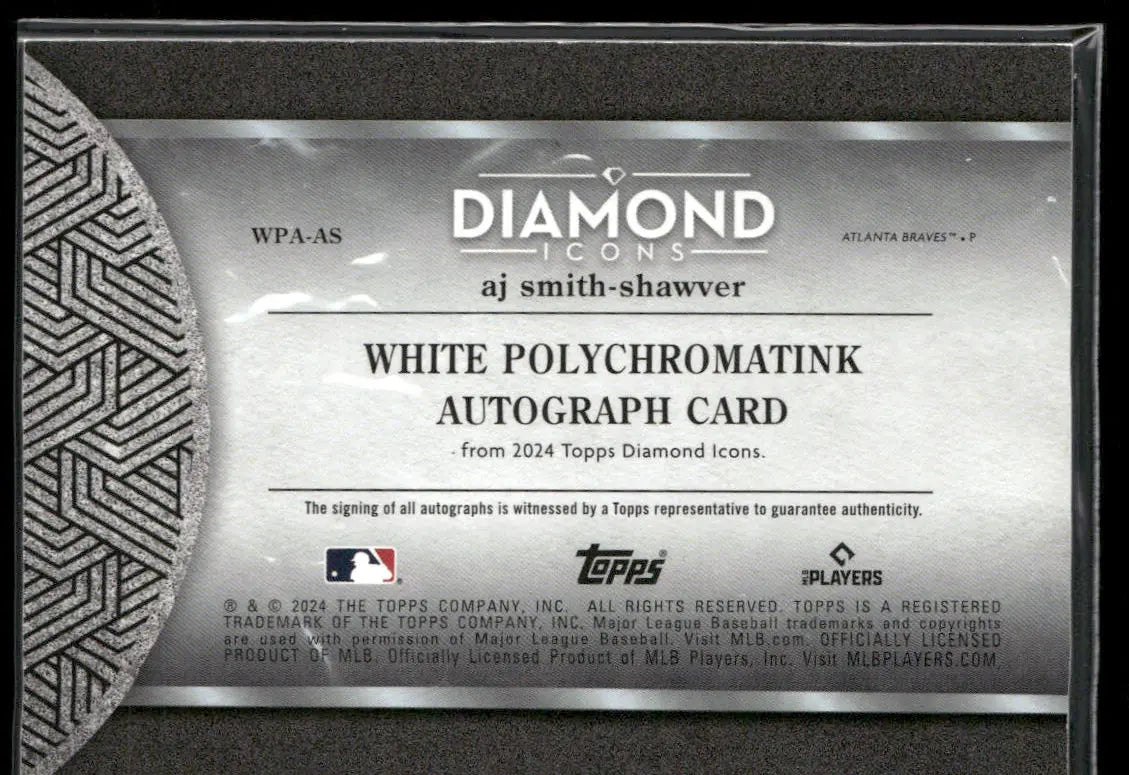 DIAMOND
ICONS
WPA-AS
ATLANTA BRAVES™ • P
aj smith-shawver
WHITE POLYCHROMATINK
AUTOGRAPH CARD
from 2024 Topps Diamond Icons.
The signing of all autographs is witnessed by a Topps representative to guarantee authenticity.
Topps®
MLB PLAYERS
® & © 2024 THE TOPPS COMPANY, INC. ALL RIGHTS RESERVED. TOPPS IS A REGISTERED
TRADEMARK OF THE TOPPS COMPANY, INC. Major League Baseball trademarks and copyrights
are used with permission of Major League Baseball. Visit MLB.com. OFFICIALLY LICENSED
PRODUCT OF MLB. Officially Licensed Product of MLB Players, Inc. Visit MLBPLAYERS.COM